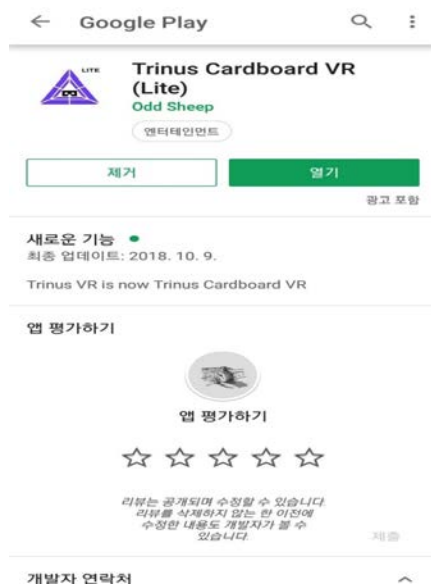 Google Play
LITE
Trinus Cardboard VR
(Lite)
Odd Sheep
엔터테인먼트
제거
열기
광고 포함
새로운 기능
최종 업데이트: 2018. 10. 9.
Trinus VR is now Trinus Cardboard VR
앱 평가하기
앱 평가하기
리뷰는 공개되며 수정할 수 있습니다.
리뷰를 삭제하지 않는 한 이전에
수정한 내용도 개발자가 볼 수
있습니다.
제출
개발자 연락처